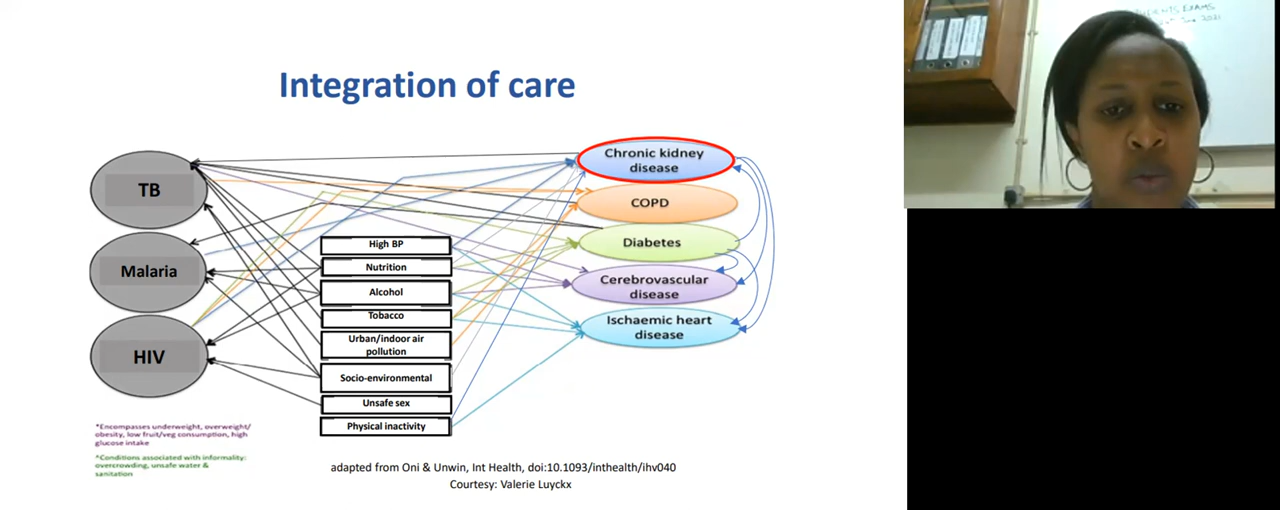 Integration of care
TB
Malaria
HIV
High BP
Nutrition
Alcohol
Tobacco
Urban/indoor air
pollution
Socio-environmental
Unsafe sex
Physical inactivity
Chronic kidney
disease
COPD
Diabetes
Cerebrovascular
disease
Ischaemic heart
disease
*Encompasses underweight, overweight/
obesity, low fruit/veg consumption, high
glucose intake
*Conditions associated with informality:
overcrowding, unsafe water &
sanitation
adapted from Oni & Unwin, Int Health, doi:10.1093/inthealth/ihv040
Courtesy: Valerie Luyckx
EXAMS
June 2021